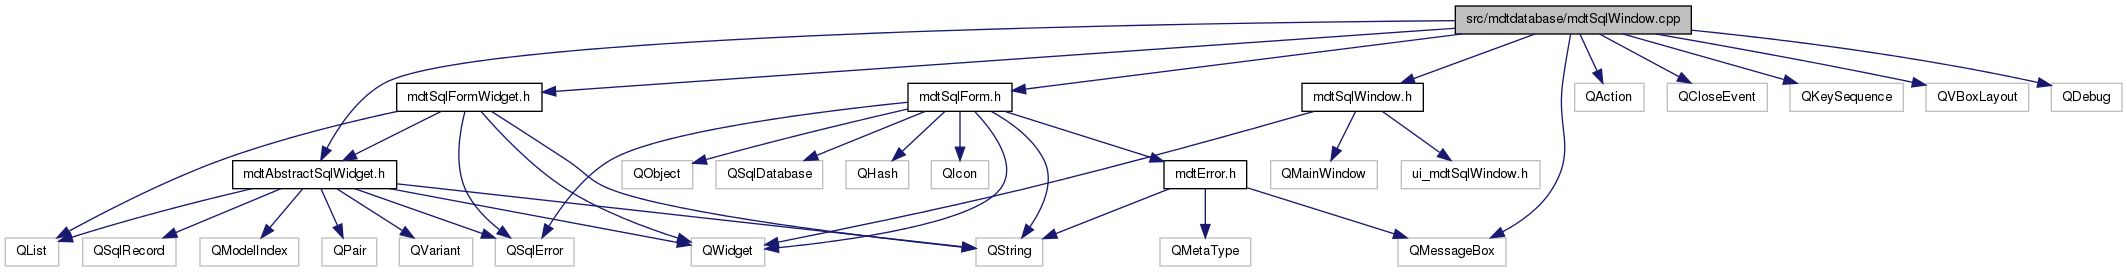 src/mdtdatabase/mdtSqlWindow.cpp
mdtSqlFormWidget.h
mdtSqlForm.h
mdtSqlWindow.h
QAction
QCloseEvent
QKeySequence
QVBoxLayout
QDebug
mdtAbstractSqlWidget.h
QObject
QSqlDatabase
QHash
QIcon
mdtError.h
QMainWindow
ui_mdtSqlWindow.h
QList
QSqlRecord
QModelIndex
QPair
QVariant
QSqlError
QWidget
QString
QMetaType
QMessageBox